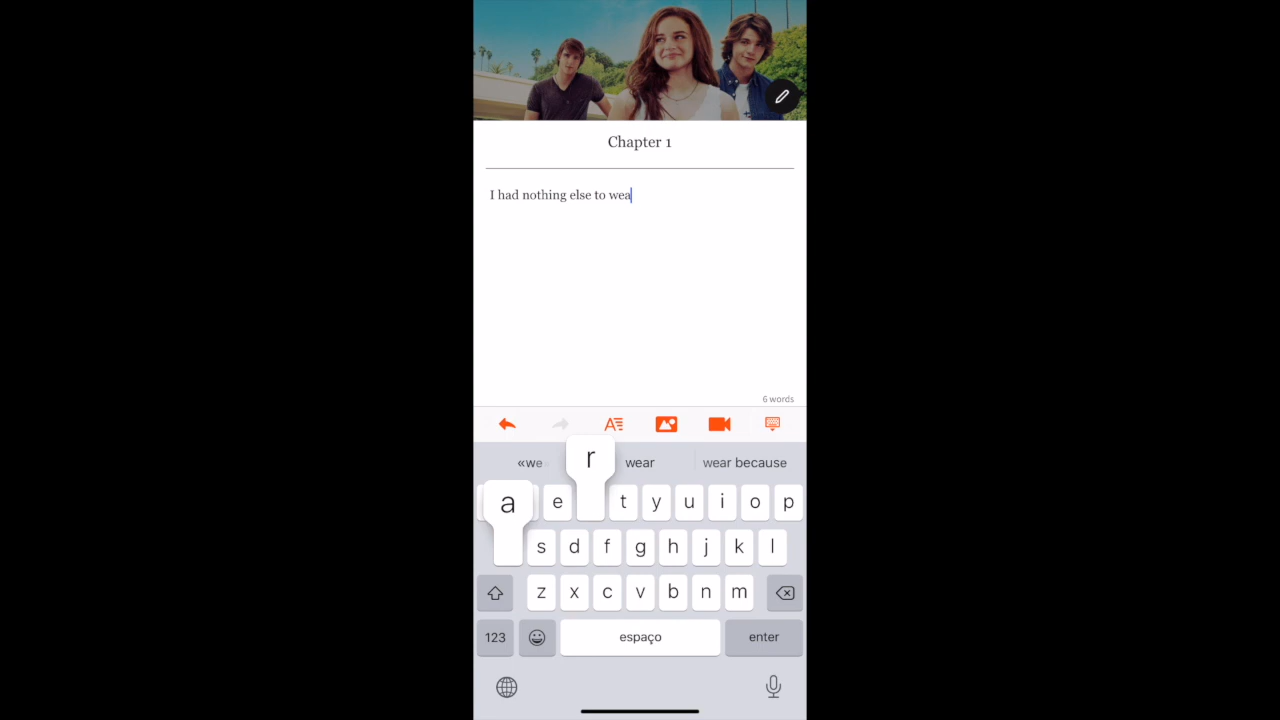 Chapter 1
I had nothing else to wea
6 words
«we
wear
wear because
r
a
e t y u i o p
s d f g h j k l
z x c v b n m
123
espaço
enter